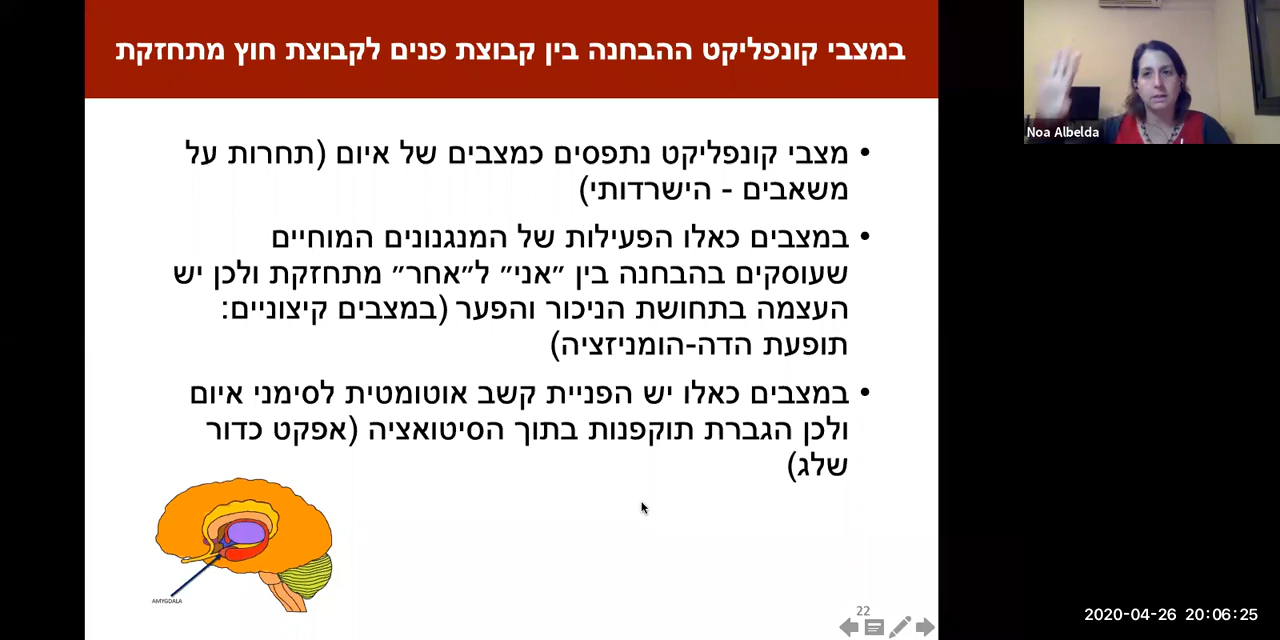 במצבי קונפליקט ההבחנה בין קבוצת פנים לקבוצת חוץ מתחזקת
• מצבי קונפליקט נתפסים כמצבים של איום (תחרות על
משאבים - הישרדותי)
• במצבים כאלו הפעילות של המנגנונים המוחיים
שעוסקים בהבחנה בין ״אני״ ל״אחר״ מתחזקת ולכן יש
העצמה בתחושת הניכור והפער (במצבים קיצוניים:
תופעת הדה-הומניזציה)
• במצבים כאלו יש הפניית קשב אוטומטית לסימני איום
ולכן הגברת תוקפנות בתוך הסיטואציה (אפקט כדור
שלג)
AMYGDALA
22
Noa Albelda
2020-04-26 20:06:25